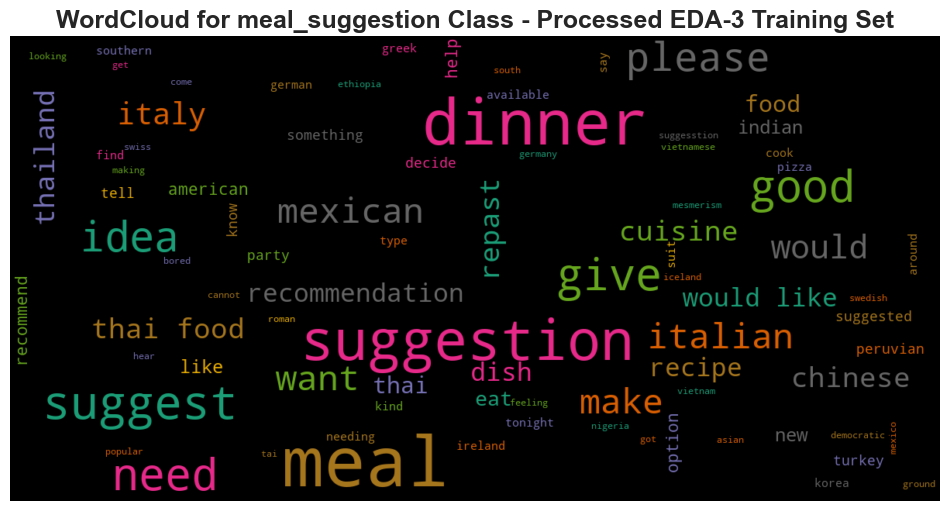 WordCloud for meal_suggestion Class - Processed EDA-3 Training Set
looking
southern
get
come
greek
help
south
say
please
german
ethiopia
available
food
italy
dinner
indian
thailand
something
suggesstion
vietnamese
swiss
find
making
decide
germany
cook
pizza
tell
american
good
know
mexican
repast
mesmerism
idea
type
cuisine
would
around
party
bored
suit
give
iceland
recommend
cannot
recommendation
would like
swedish
suggested
roman
thai food
suggestion
italian
peruvian
hear
like
want
thai
dish
recipe
chinese
vietnam
suggest
kind
eat
feeling
make
tonight
nigeria
option
needing
ireland
got
asian
new
democratic
mexico
popular
tai
meal
need
turkey
korea
ground